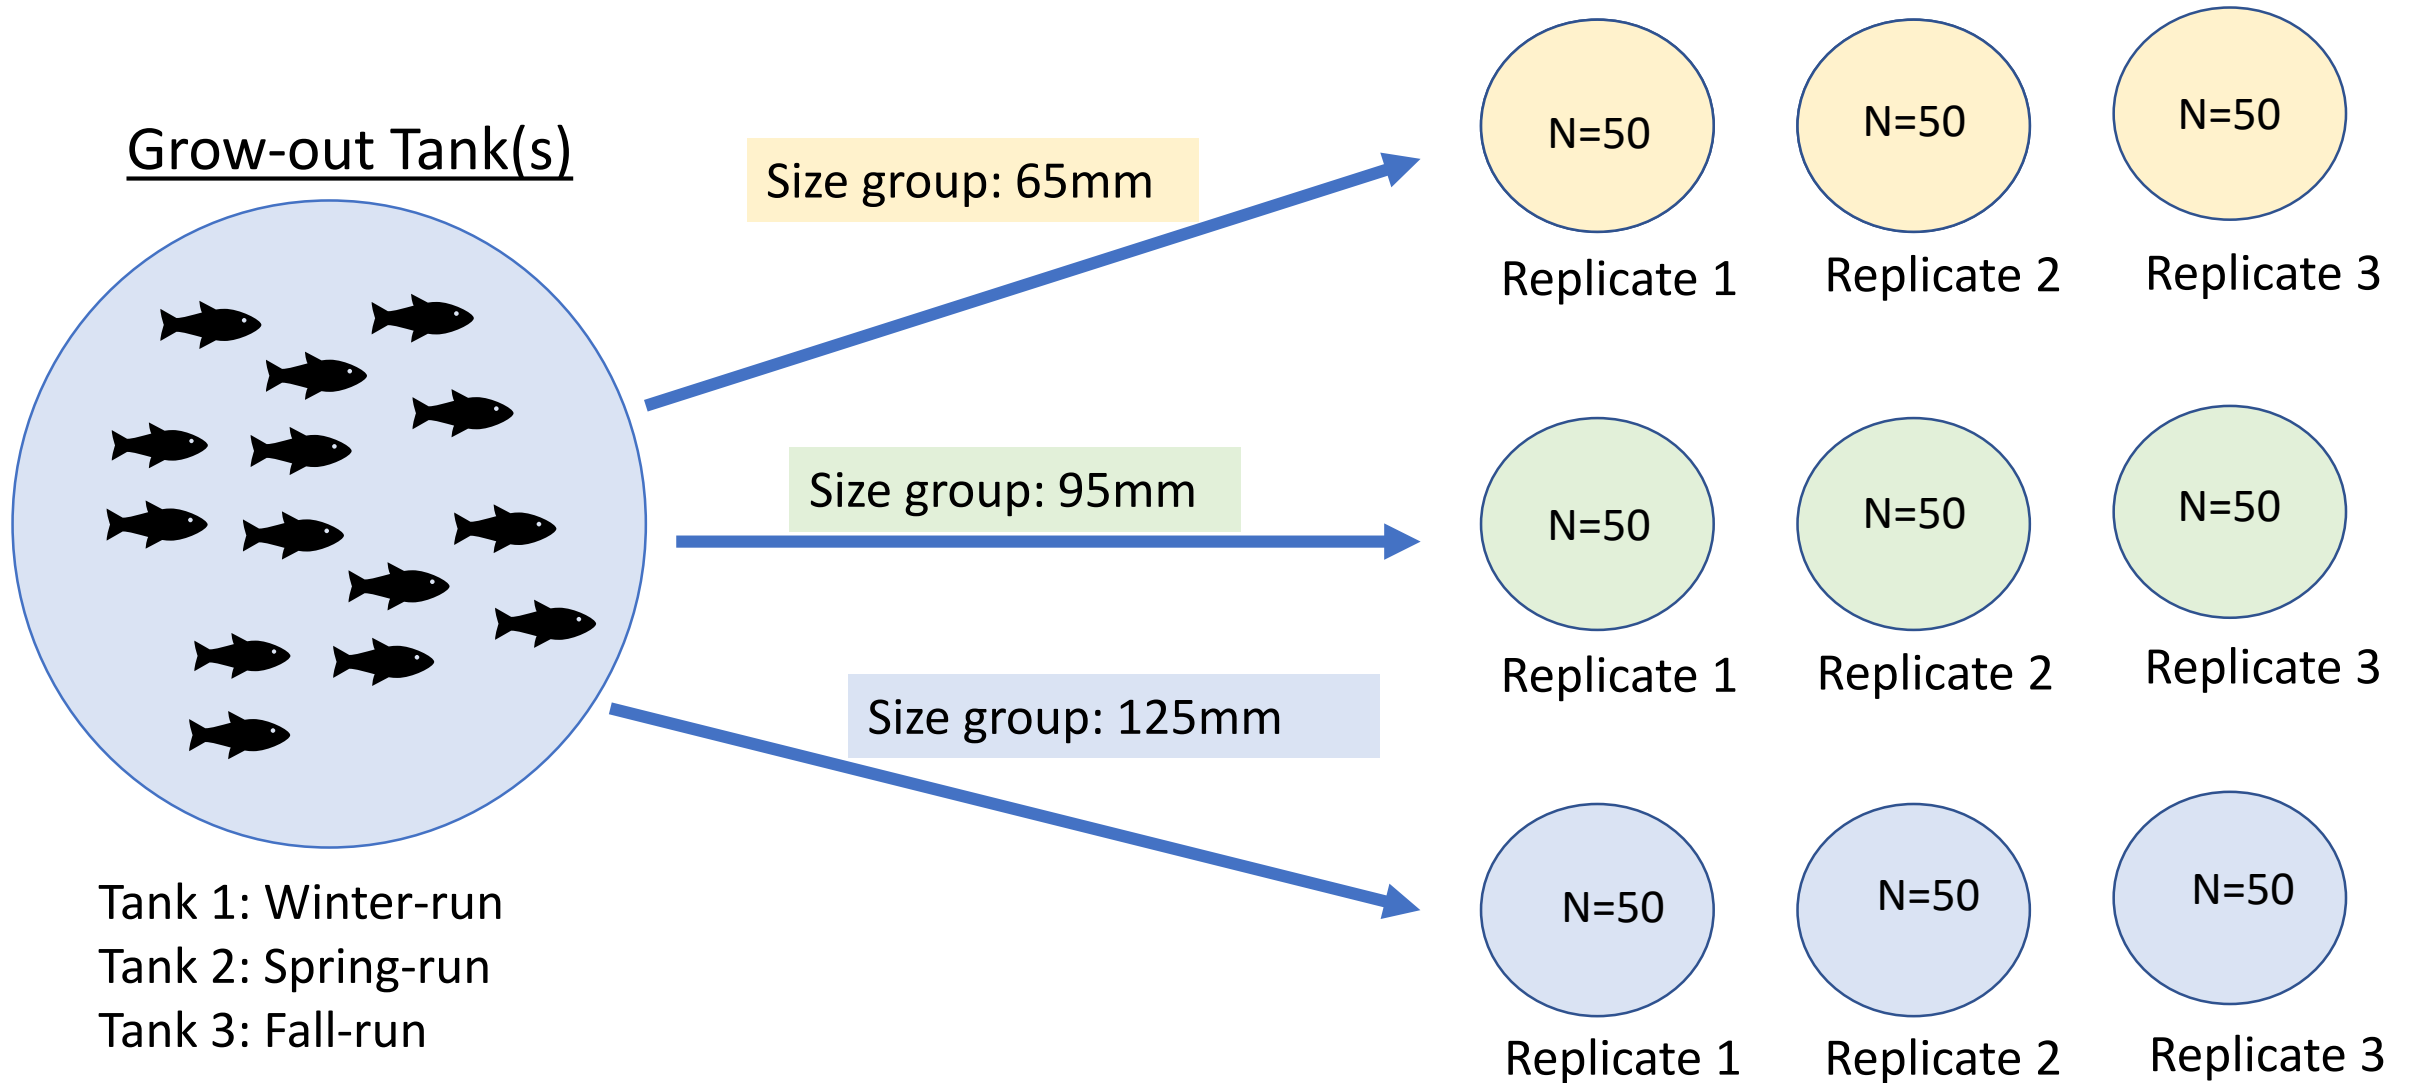 Grow-out Tank(s)
Tank 1: Winter-run
Tank 2: Spring-run
Tank 3: Fall-run
Size group: 65mm
N=50
N=50
N=50
Replicate 1
Replicate 2
Replicate 3
Size group: 95mm
N=50
N=50
N=50
Replicate 1
Replicate 2
Replicate 3
Size group: 125mm
N=50
N=50
N=50
Replicate 1
Replicate 2
Replicate 3